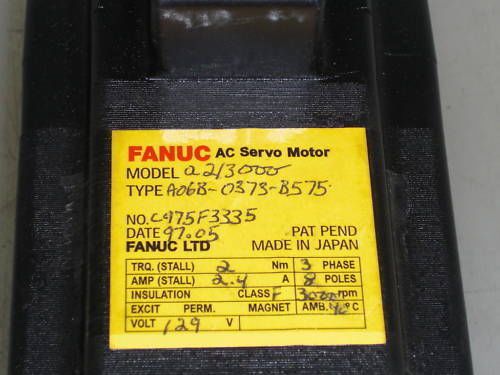 FANUC AC Servo Motor
MODEL a 2/3000
TYPE A06B-0373-B575
NO. C975F3335
DATE 97.05 PAT PEND
FANUC LTD MADE IN JAPAN
TRQ. (STALL) 2 Nm 3 PHASE
AMP (STALL) 2.4 A 8 POLES
INSULATION CLASS F 3000 rpm
EXCIT PERM. MAGNET AMB. 40°C
VOLT 129 V